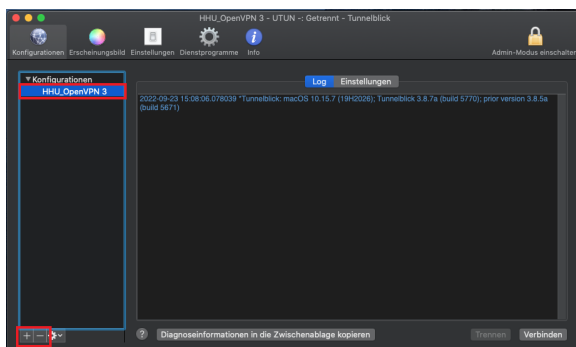 HHU_OpenVPN 3 - UTUN -: Getrennt - Tunnelblick
Konfigurationen Erscheinungsbild Einstellungen Dienstprogramme Info Admin-Modus einschalten
Konfigurationen
HHU_OpenVPN 3
Log Einstellungen
2022-09-23 15:08:06.078039 *Tunnelblick: macOS 10.15.7 (19H2026); Tunnelblick 3.8.7a (build 5770); prior version 3.8.5a
(build 5671)
+ −
? Diagnoseinformationen in die Zwischenablage kopieren Trennen Verbinden